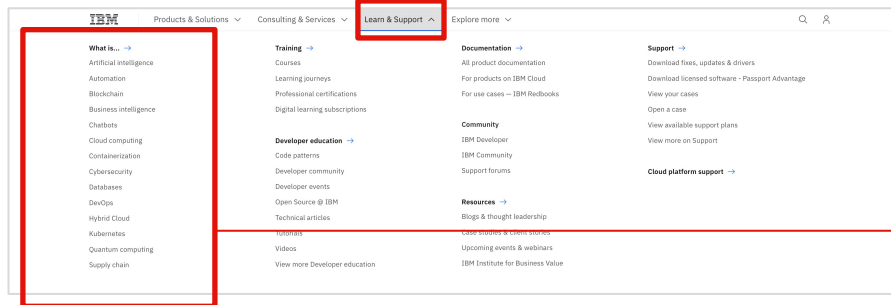 IBM Products & Solutions Consulting & Services Learn & Support Explore more
What is... →
Artificial intelligence
Automation
Blockchain
Business intelligence
Chatbots
Cloud computing
Containerization
Cybersecurity
Databases
DevOps
Hybrid Cloud
Kubernetes
Quantum computing
Supply chain
Training →
Courses
Learning journeys
Professional certifications
Digital learning subscriptions
Developer education →
Code patterns
Developer community
Developer events
Open Source @ IBM
Technical articles
Tutorials
Videos
View more Developer education
Documentation →
All product documentation
For products on IBM Cloud
For use cases — IBM Redbooks
Community
IBM Developer
IBM Community
Support forums
Resources →
Blogs & thought leadership
Case studies & client stories
Upcoming events & webinars
IBM Institute for Business Value
Support →
Download fixes, updates & drivers
Download licensed software - Passport Advantage
View your cases
Open a case
View available support plans
View more on Support
Cloud platform support →